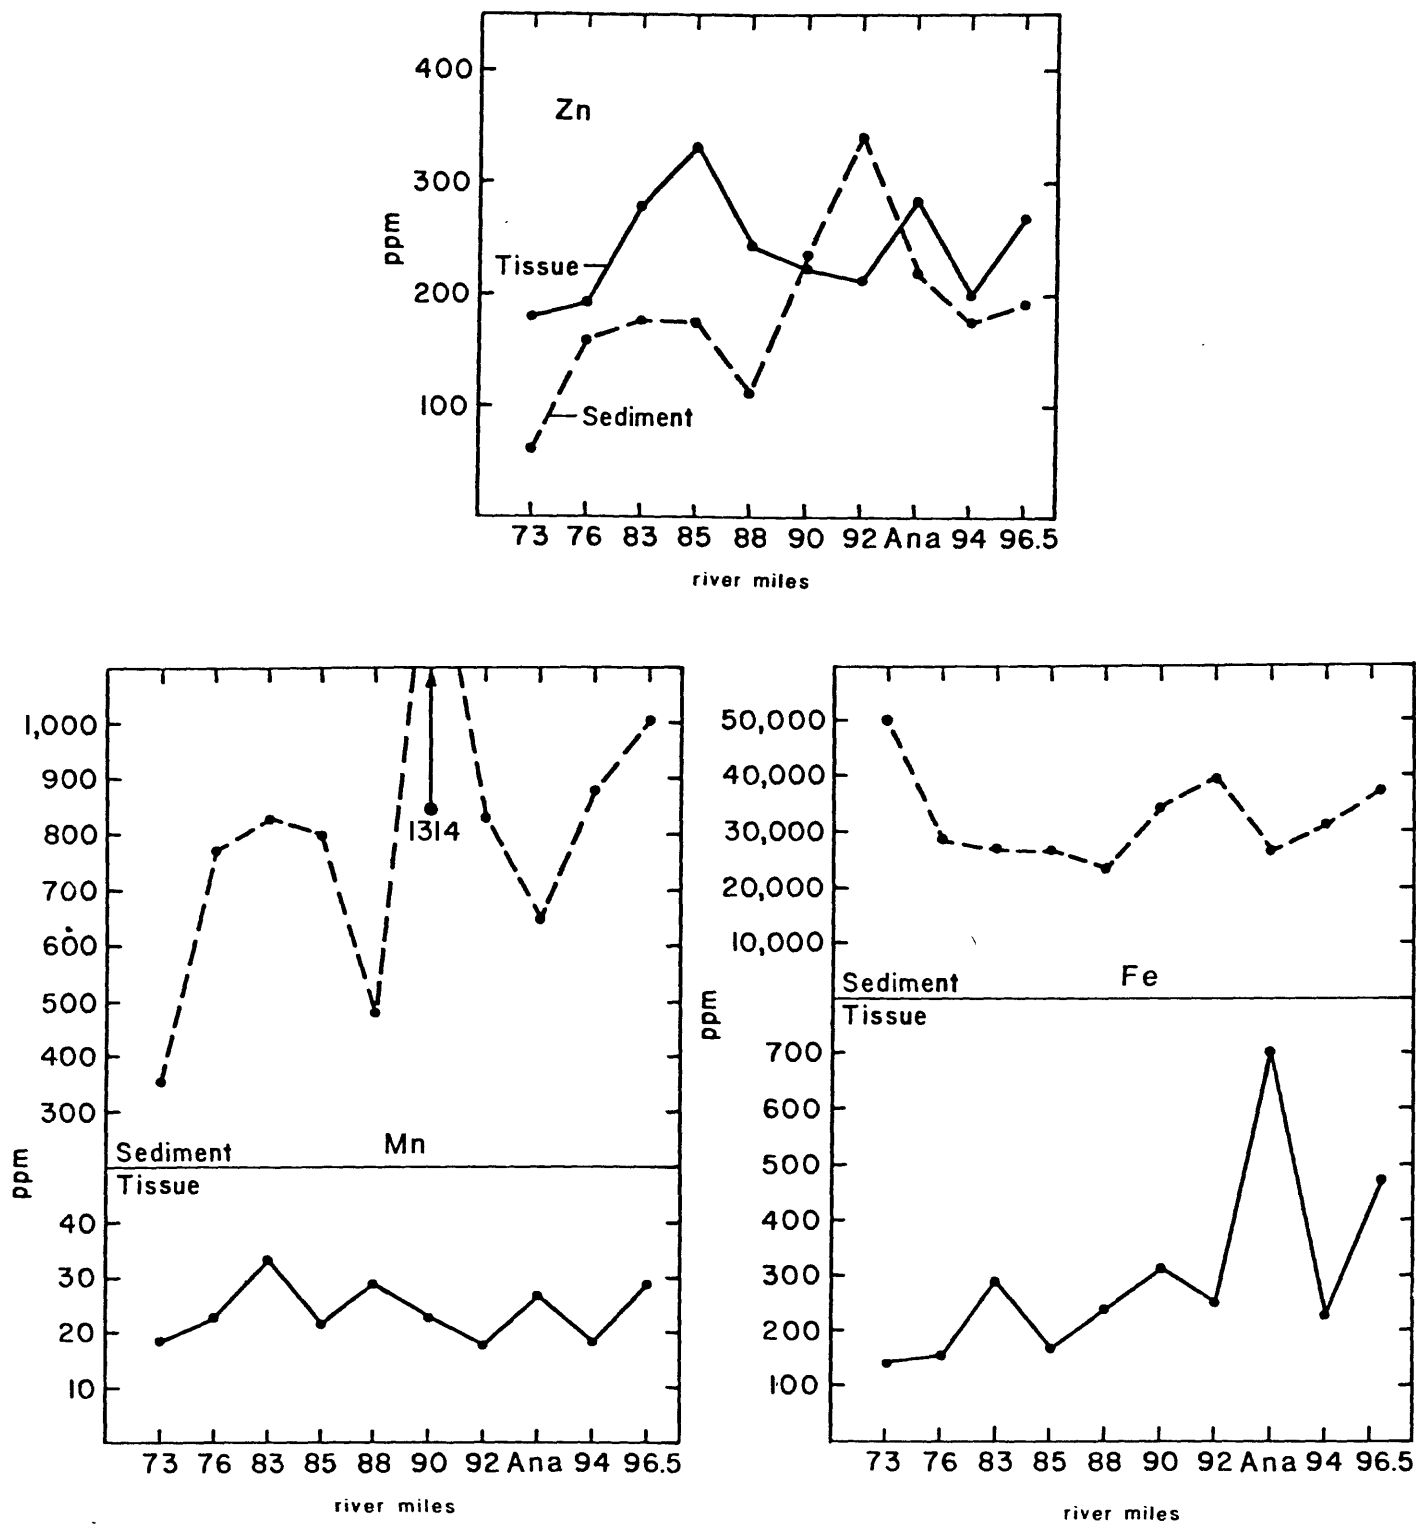 400
Zn
300
ppm
Tissue
200
100
Sediment
73 76 83 85 88 90 92 Ana 94 96.5
river miles
1,000
900
800
1314
700
600
500
400
300
Sediment Mn
ppm
Tissue
40
30
20
10
73 76 83 85 88 90 92 Ana 94 96.5
river miles
50,000
40,000
30,000
20,000
10,000
Sediment Fe
ppm
Tissue
700
600
500
400
300
200
100
73 76 83 85 88 90 92 Ana 94 96.5
river miles